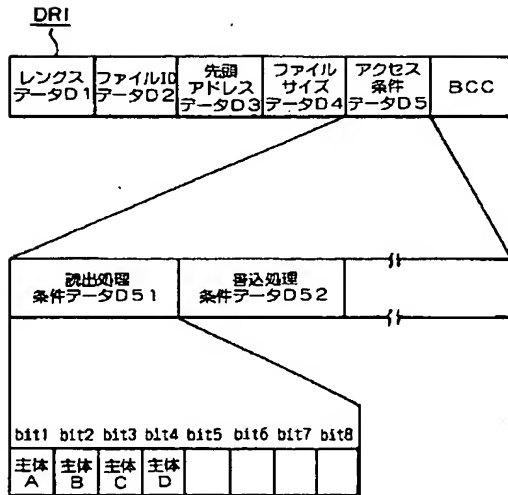 DRI
レングス
データD1
ファイルID
データD2
先頭
アドレス
データD3
ファイル
サイズ
データD4
アクセス
条件
データD5
BCC
読出処理
条件データD51
書込処理
条件データD52
bit1 bit2 bit3 bit4 bit5 bit6 bit7 bit8
主体
A
主体
B
主体
C
主体
D